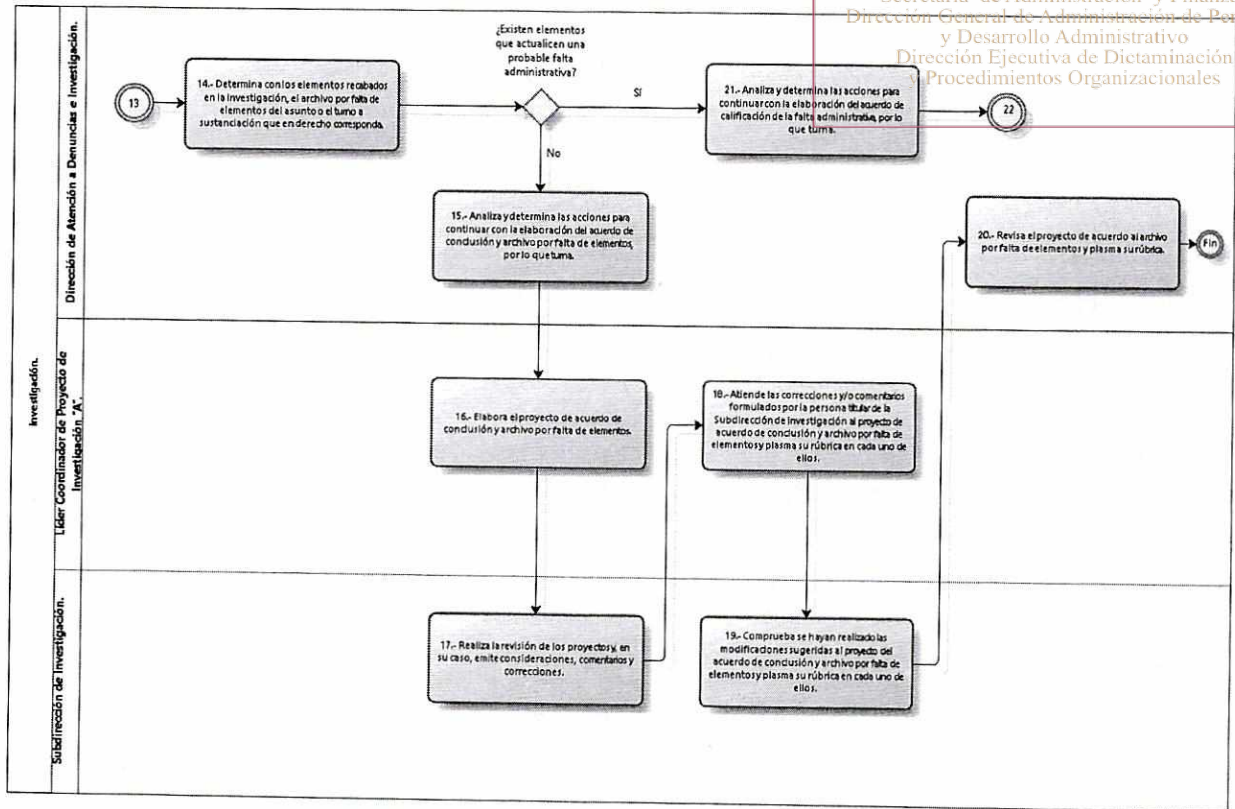 Secretaría de Administración y Finanzas
Dirección General de Administración de
y Desarrollo Administrativo
Dirección Ejecutiva de Dictaminación
y Procedimientos Organizacionales
Investigación.
Dirección de Atención a Denuncias e Investigación.
13
14.- Determina con los elementos recabados
en la investigación, el archivo por falta de
elementos del asunto o el turno a
sustanciación que en derecho corresponda.
¿Existen elementos
que actualicen una
probable falta
administrativa?
SI
No
21.- Analiza y determina las acciones para
continuar con la elaboración del acuerdo de
calificación de la falta administrativa, por lo
que turna.
22
15.- Analiza y determina las acciones para
continuar con la elaboración del acuerdo de
conclusión y archivo por falta de elementos,
por lo que turna.
20.- Revisa el proyecto de acuerdo al archivo
por falta de elementos y plasma su rúbrica.
Fin
Líder Coordinador de Proyecto de
Investigación "A".
16.- Elabora el proyecto de acuerdo de
conclusión y archivo por falta de elementos.
18.- Atiende las correcciones y/o comentarios
formulados por la persona titular de la
Subdirección de Investigación al proyecto de
acuerdo de conclusión y archivo por falta de
elementos y plasma su rúbrica en cada uno de
ellos.
Subdirección de Investigación.
17.- Realiza la revisión de los proyectos y, en
su caso, emite consideraciones, comentarios y
correcciones.
19.- Comprueba se hayan realizado las
modificaciones sugeridas al proyecto del
acuerdo de conclusión y archivo por falta de
elementos y plasma su rúbrica en cada uno de
ellos.